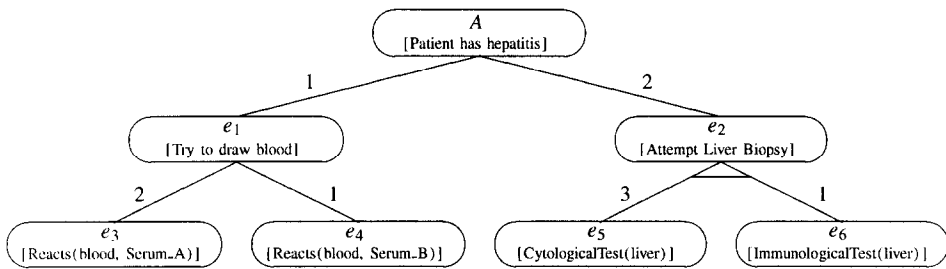 A
[Patient has hepatitis]
1
2
e1
[Try to draw blood]
e2
[Attempt Liver Biopsy]
2
1
3
1
e3
[Reacts(blood, Serum_A)]
e4
[Reacts(blood, Serum_B)]
e5
[CytologicalTest(liver)]
e6
[ImmunologicalTest(liver)]